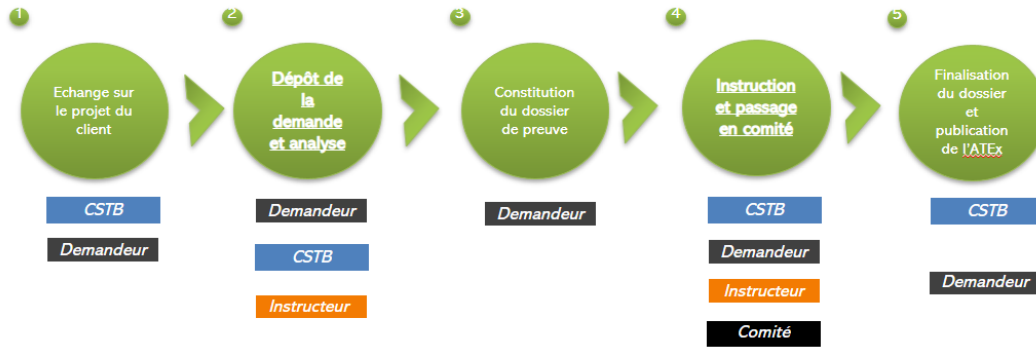 1
2
3
4
5
Echange sur
le projet du
client
Dépôt de
la
demande
et analyse
Constitution
du dossier
de preuve
Instruction
et passage
en comité
Finalisation
du dossier
et
publication
de l'ATEx
CSTB
Demandeur
Demandeur
CSTB
Instructeur
Demandeur
CSTB
Demandeur
Instructeur
Comité
CSTB
Demandeur